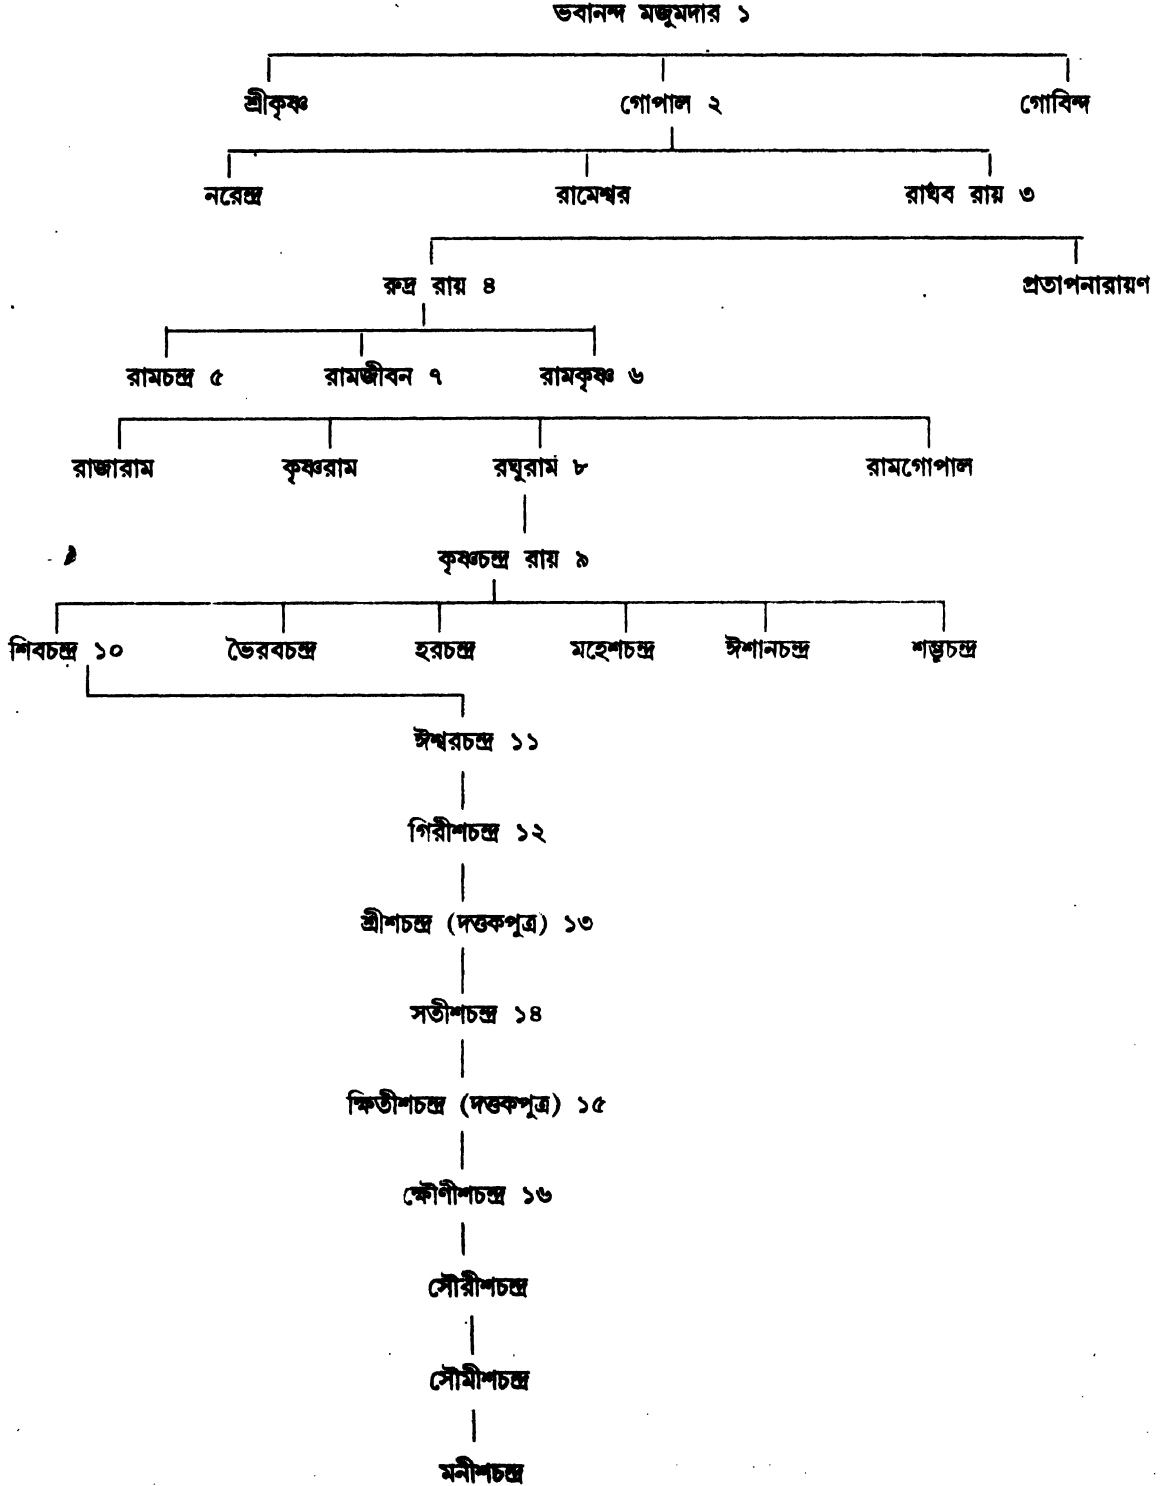 ভবানন্দ মজুমদার ১
শ্রীকৃষ্ণ গোপাল ২ গোবিন্দ
নরেন্দ্র রামেশ্বর রাঘব রায় ৩
রুদ্র রায় ৪ প্রতাপনারায়ণ
রামচন্দ্র ৫ রামজীবন ৭ রামকৃষ্ণ ৬
রাজারাম কৃষ্ণরাম রঘুরাম ৮ রামগোপাল
কৃষ্ণচন্দ্র রায় ৯
শিবচন্দ্র ১০ ভৈরবচন্দ্র হরচন্দ্র মহেশচন্দ্র ঈশানচন্দ্র শম্ভুচন্দ্র
ঈশ্বরচন্দ্র ১১
গিরীশচন্দ্র ১২
শ্রীশচন্দ্র (দত্তকপুত্র) ১৩
সতীশচন্দ্র ১৪
ক্ষিতীশচন্দ্র (দত্তকপুত্র) ১৫
ক্ষৌণীশচন্দ্র ১৬
সৌরীশচন্দ্র
সৌমীশচন্দ্র
মনীশচন্দ্র